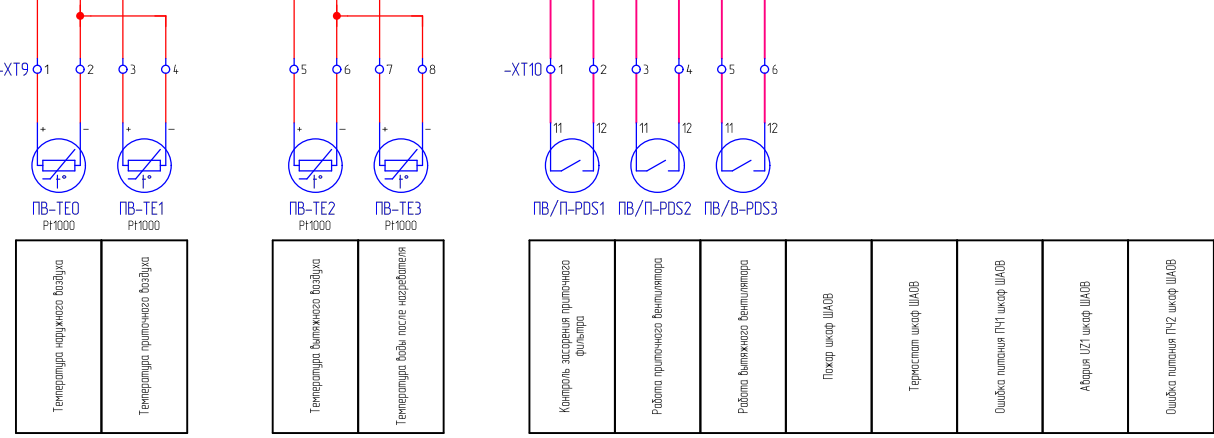 -XT9 1 2 3 4 5 6 7 8 -XT10 1 2 3 4 5 6
+ – + – + – + – 11 12 11 12 11 12
t° t° t° t°
ПВ-TE0 ПВ-TE1 ПВ-TE2 ПВ-TE3 ПВ/П-PDS1 ПВ/П-PDS2 ПВ/В-PDS3
Pt1000 Pt1000 Pt1000 Pt1000
Температура наружного воздуха
Температура приточного воздуха
Температура вытяжного воздуха
Температура воды после нагревателя
Контроль засорения приточного
фильтра
Работа приточного вентилятора
Работа вытяжного вентилятора
Пожар шкаф ШАОВ
Термостат шкаф ШАОВ
Ошибка питания ПЧ1 шкаф ШАОВ
Авария UZ1 шкаф ШАОВ
Ошибка питания ПЧ2 шкаф ШАОВ